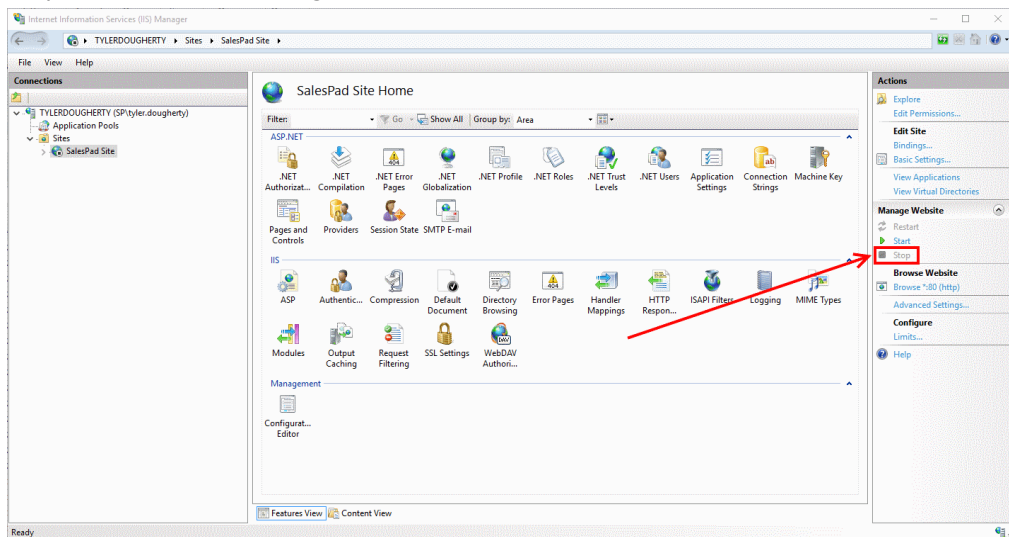 Internet Information Services (IIS) Manager
TYLERDOUGHERTY Sites SalesPad Site
File View Help
Connections
TYLERDOUGHERTY (SP\tyler.dougherty)
Application Pools
Sites
SalesPad Site
SalesPad Site Home
Filter: Go Show All Group by: Area
ASP.NET
.NET Authorizat...
.NET Compilation
.NET Error Pages
.NET Globalization
.NET Profile
.NET Roles
.NET Trust Levels
.NET Users
Application Settings
Connection Strings
Machine Key
Pages and Controls
Providers
Session State
SMTP E-mail
IIS
ASP
Authentic...
Compression
Default Document
Directory Browsing
Error Pages
Handler Mappings
HTTP Respon...
ISAPI Filters
Logging
MIME Types
Modules
Output Caching
Request Filtering
SSL Settings
WebDAV Authori...
Management
Configurat... Editor
Features View Content View
Ready
Actions
Explore
Edit Permissions...
Edit Site
Bindings...
Basic Settings...
View Applications
View Virtual Directories
Manage Website
Restart
Start
Stop
Browse Website
Browse *:80 (http)
Advanced Settings...
Configure
Limits...
Help